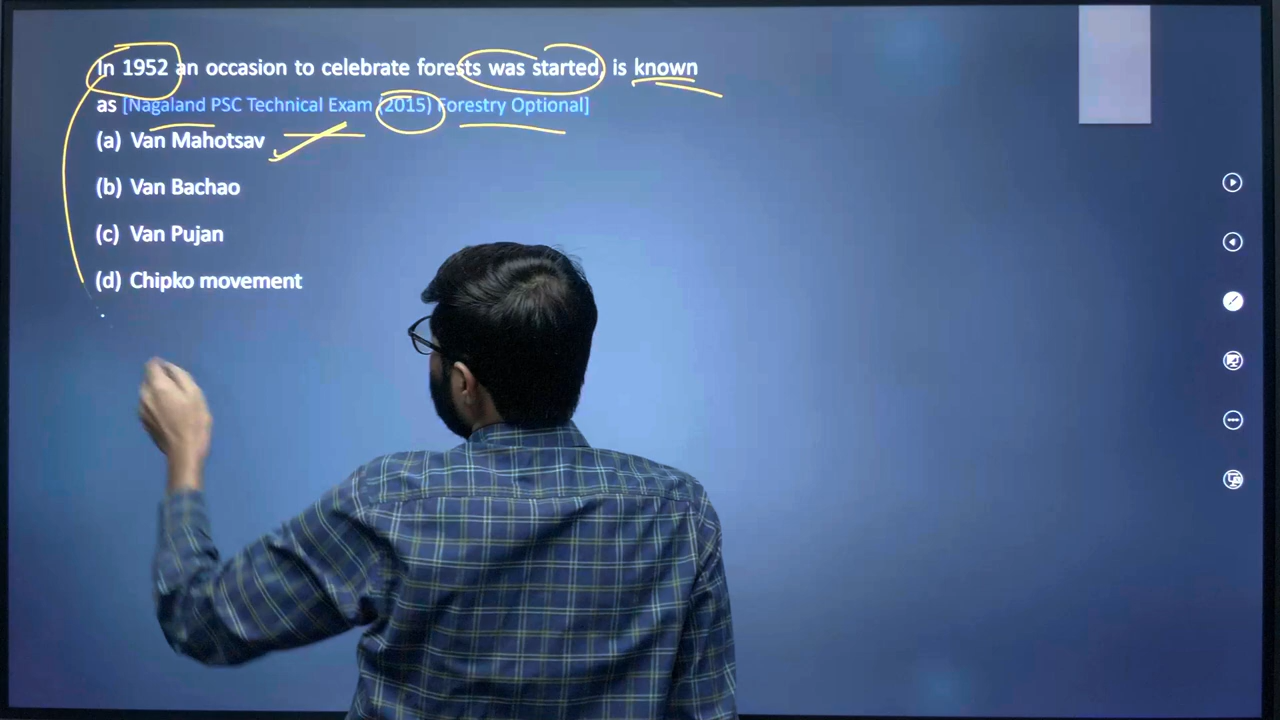 In 1952 an occasion to celebrate forests was started, is known
as [Nagaland PSC Technical Exam (2015) Forestry Optional]
(a) Van Mahotsav
(b) Van Bachao
(c) Van Pujan
(d) Chipko movement